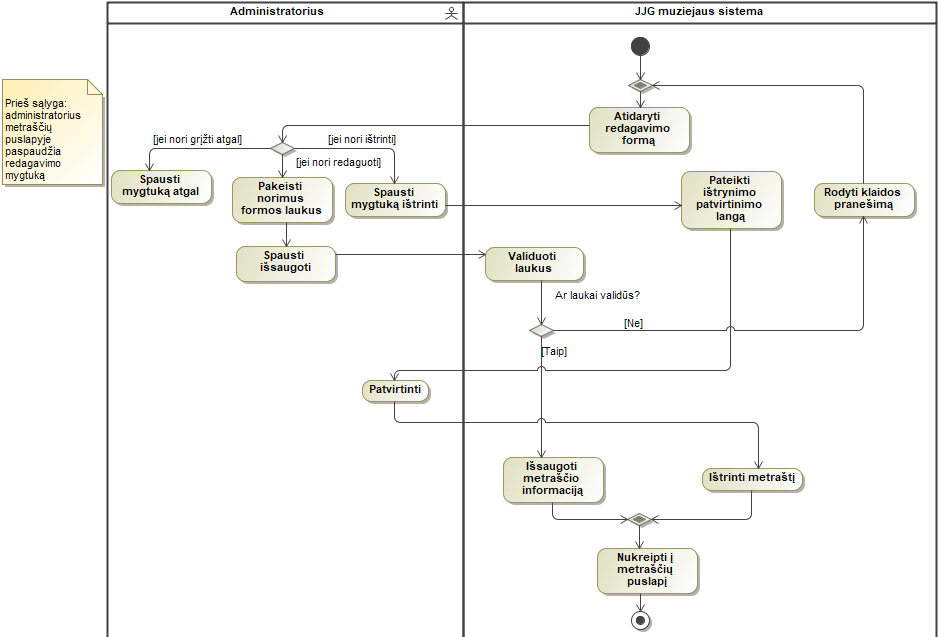 Administratorius
JJG muziejaus sistema
Prieš sąlyga:
administratorius
metraščių
puslapyje
paspaudžia
redagavimo
mygtuką
Atidaryti
redagavimo
formą
[jei nori grįžti atgal]
[jei nori ištrinti]
[jei nori redaguoti]
Spausti
mygtuką atgal
Pakeisti
norimus
formos laukus
Spausti
mygtuką ištrinti
Pateikti
ištrynimo
patvirtinimo
langą
Rodyti klaidos
pranešimą
Spausti
išsaugoti
Validuoti
laukus
Ar laukai validūs?
[Ne]
[Taip]
Patvirtinti
Išsaugoti
metraščio
informaciją
Ištrinti metraštį
Nukreipti į
metraščių
puslapį